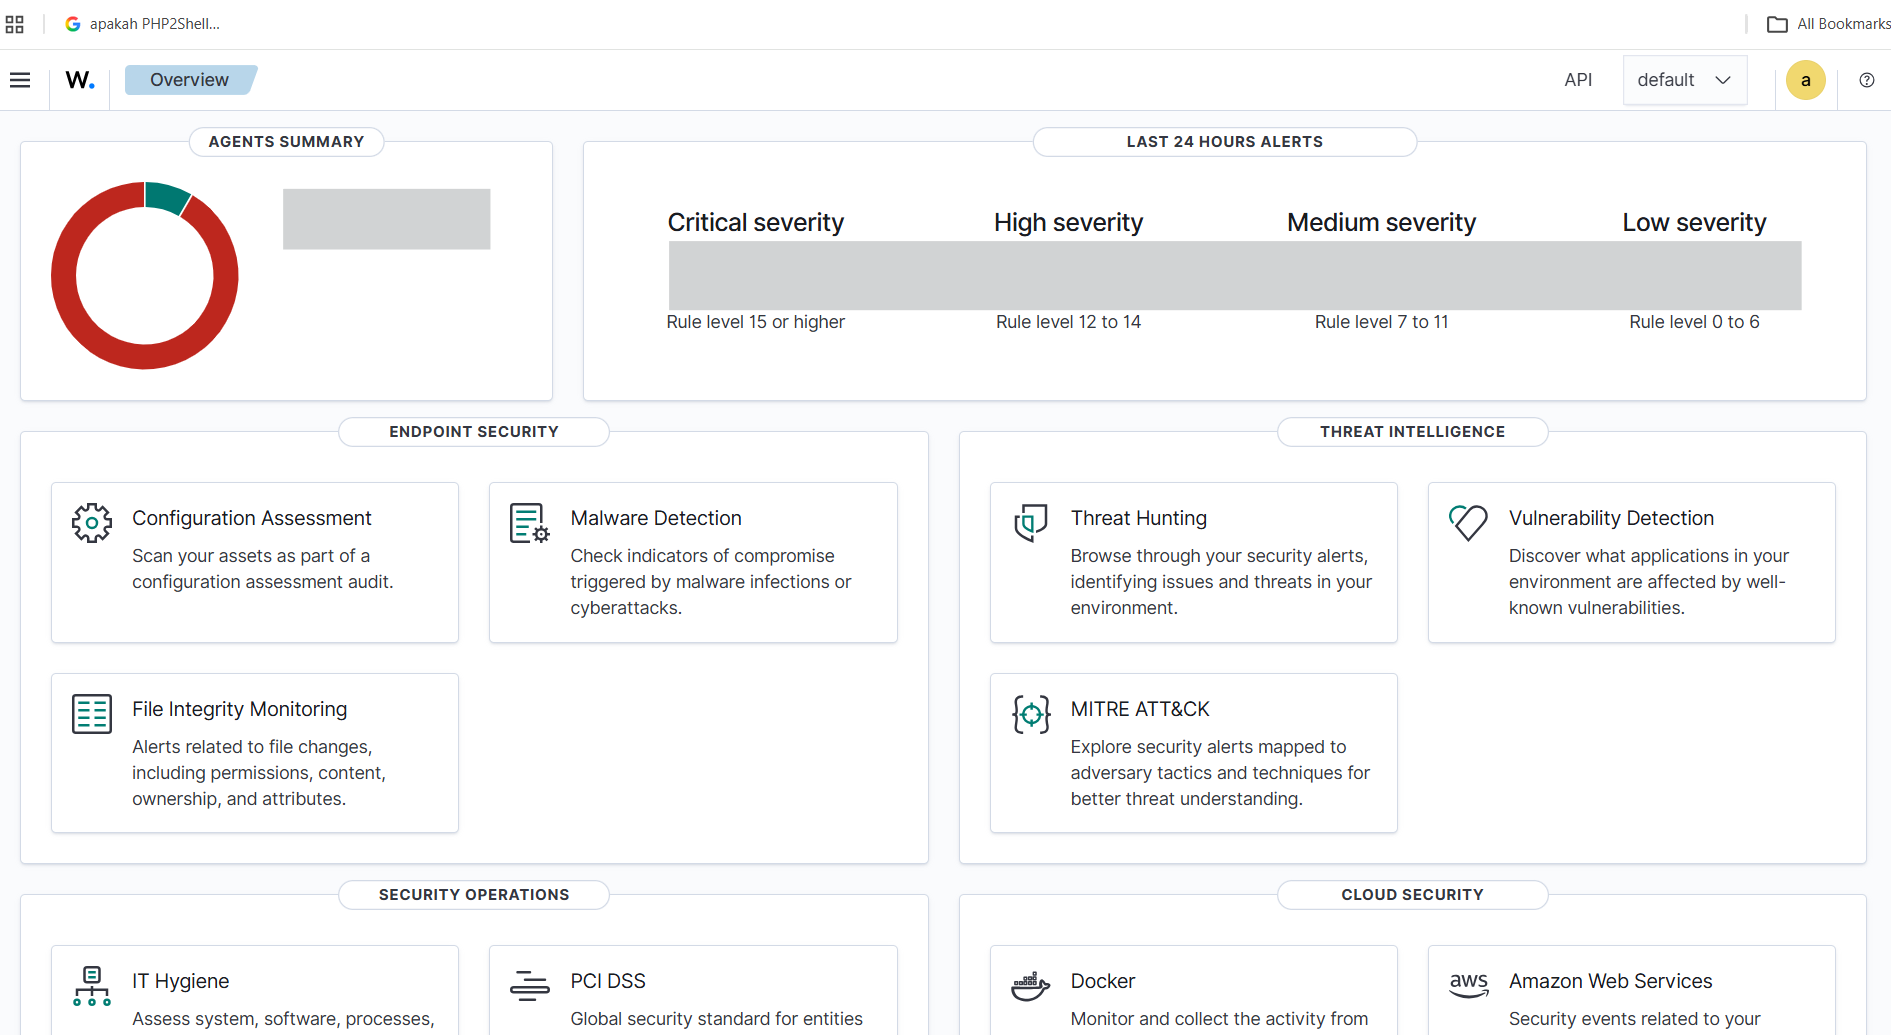 apakah PHP2Shell...
All Bookmarks
W.
Overview
API
default
a
AGENTS SUMMARY
LAST 24 HOURS ALERTS
Critical severity
High severity
Medium severity
Low severity
Rule level 15 or higher
Rule level 12 to 14
Rule level 7 to 11
Rule level 0 to 6
ENDPOINT SECURITY
Configuration Assessment
Scan your assets as part of a
configuration assessment audit.
Malware Detection
Check indicators of compromise
triggered by malware infections or
cyberattacks.
File Integrity Monitoring
Alerts related to file changes,
including permissions, content,
ownership, and attributes.
THREAT INTELLIGENCE
Threat Hunting
Browse through your security alerts,
identifying issues and threats in your
environment.
Vulnerability Detection
Discover what applications in your
environment are affected by well-
known vulnerabilities.
MITRE ATT&CK
Explore security alerts mapped to
adversary tactics and techniques for
better threat understanding.
SECURITY OPERATIONS
IT Hygiene
Assess system, software, processes,
PCI DSS
Global security standard for entities
CLOUD SECURITY
Docker
Monitor and collect the activity from
aws
Amazon Web Services
Security events related to your